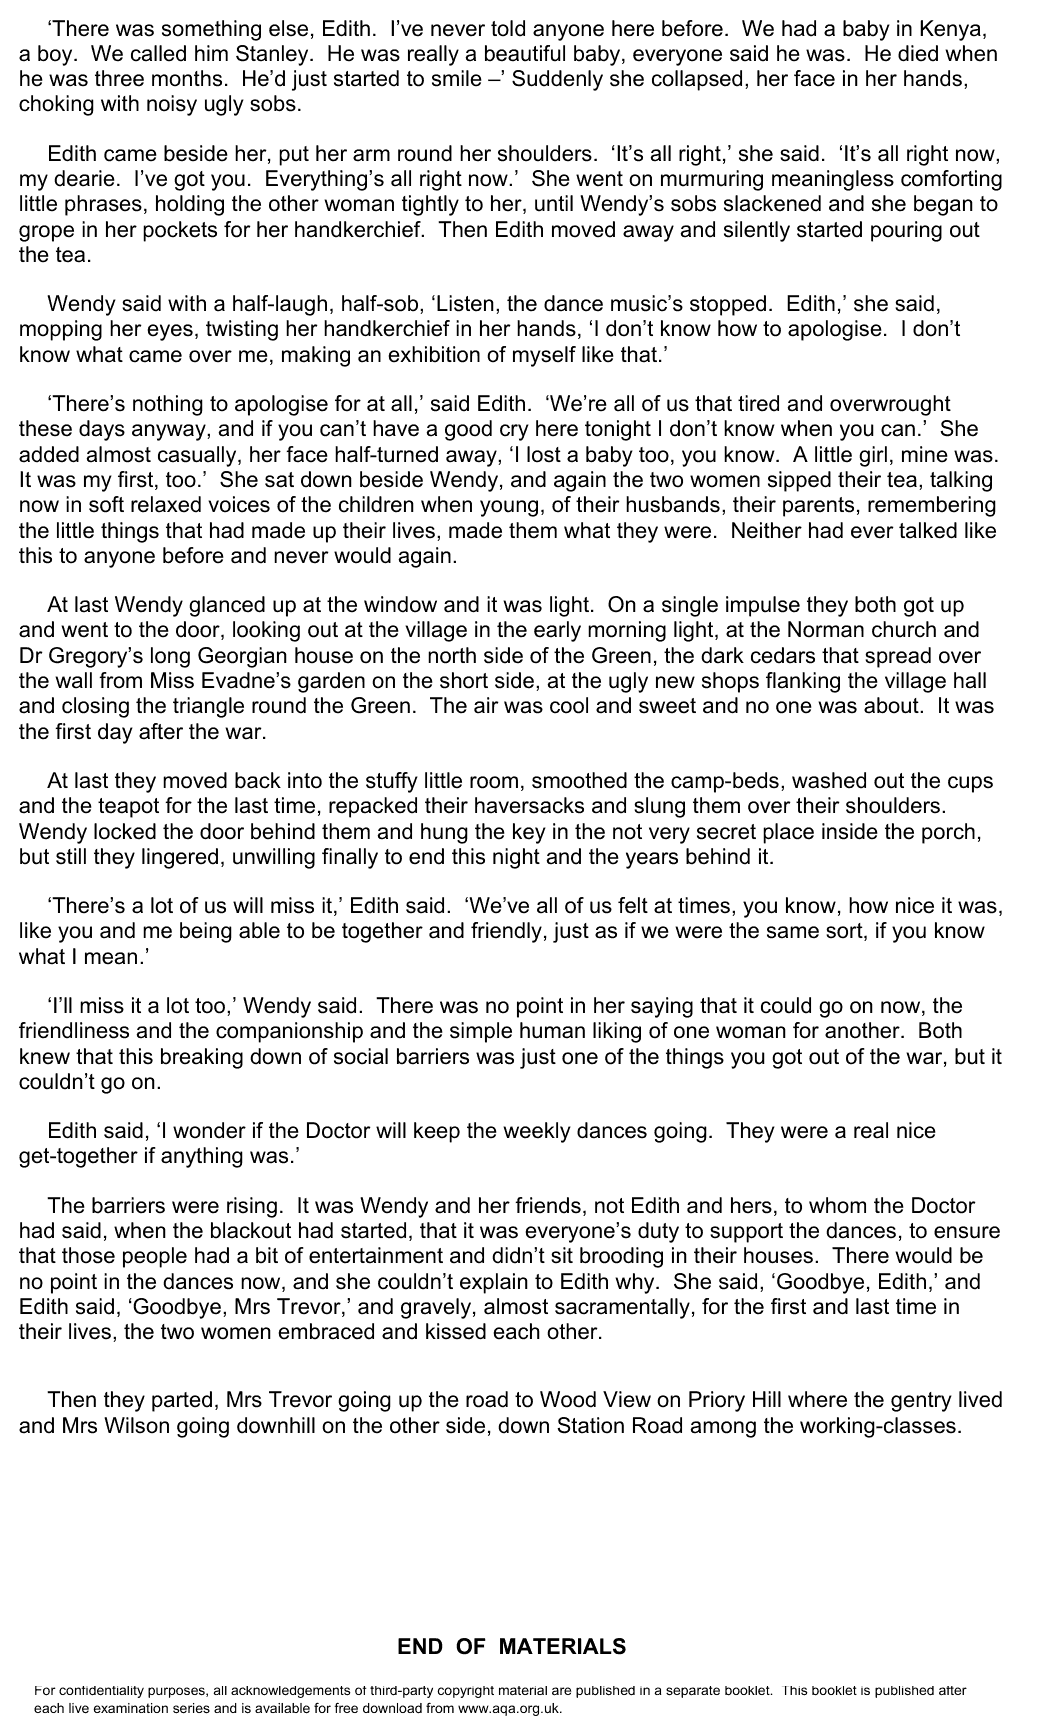 ‘There was something else, Edith.  I’ve never told anyone here before.  We had a baby in Kenya,
a boy.  We called him Stanley.  He was really a beautiful baby, everyone said he was.  He died when
he was three months.  He’d just started to smile –’ Suddenly she collapsed, her face in her hands,
choking with noisy ugly sobs.
Edith came beside her, put her arm round her shoulders.  ‘It’s all right,’ she said.  ‘It’s all right now,
my dearie.  I’ve got you.  Everything’s all right now.’  She went on murmuring meaningless comforting
little phrases, holding the other woman tightly to her, until Wendy’s sobs slackened and she began to
grope in her pockets for her handkerchief.  Then Edith moved away and silently started pouring out
the tea.
Wendy said with a half-laugh, half-sob, ‘Listen, the dance music’s stopped.  Edith,’ she said,
mopping her eyes, twisting her handkerchief in her hands, ‘I don’t know how to apologise.  I don’t
know what came over me, making an exhibition of myself like that.’
‘There’s nothing to apologise for at all,’ said Edith.  ‘We’re all of us that tired and overwrought
these days anyway, and if you can’t have a good cry here tonight I don’t know when you can.’  She
added almost casually, her face half-turned away, ‘I lost a baby too, you know.  A little girl, mine was.
It was my first, too.’  She sat down beside Wendy, and again the two women sipped their tea, talking
now in soft relaxed voices of the children when young, of their husbands, their parents, remembering
the little things that had made up their lives, made them what they were.  Neither had ever talked like
this to anyone before and never would again.
At last Wendy glanced up at the window and it was light.  On a single impulse they both got up
and went to the door, looking out at the village in the early morning light, at the Norman church and
Dr Gregory’s long Georgian house on the north side of the Green, the dark cedars that spread over
the wall from Miss Evadne’s garden on the short side, at the ugly new shops flanking the village hall
and closing the triangle round the Green.  The air was cool and sweet and no one was about.  It was
the first day after the war.
At last they moved back into the stuffy little room, smoothed the camp-beds, washed out the cups
and the teapot for the last time, repacked their haversacks and slung them over their shoulders.
Wendy locked the door behind them and hung the key in the not very secret place inside the porch,
but still they lingered, unwilling finally to end this night and the years behind it.
‘There’s a lot of us will miss it,’ Edith said.  ‘We’ve all of us felt at times, you know, how nice it was,
like you and me being able to be together and friendly, just as if we were the same sort, if you know
what I mean.’
‘I’ll miss it a lot too,’ Wendy said.  There was no point in her saying that it could go on now, the
friendliness and the companionship and the simple human liking of one woman for another.  Both
knew that this breaking down of social barriers was just one of the things you got out of the war, but it
couldn’t go on.
Edith said, ‘I wonder if the Doctor will keep the weekly dances going.  They were a real nice
get-together if anything was.’
The barriers were rising.  It was Wendy and her friends, not Edith and hers, to whom the Doctor
had said, when the blackout had started, that it was everyone’s duty to support the dances, to ensure
that those people had a bit of entertainment and didn’t sit brooding in their houses.  There would be
no point in the dances now, and she couldn’t explain to Edith why.  She said, ‘Goodbye, Edith,’ and
Edith said, ‘Goodbye, Mrs Trevor,’ and gravely, almost sacramentally, for the first and last time in
their lives, the two women embraced and kissed each other.
Then they parted, Mrs Trevor going up the road to Wood View on Priory Hill where the gentry lived
and Mrs Wilson going downhill on the other side, down Station Road among the working-classes.
END OF MATERIALS
For confidentiality purposes, all acknowledgements of third-party copyright material are published in a separate booklet.  This booklet is published after
each live examination series and is available for free download from www.aqa.org.uk.